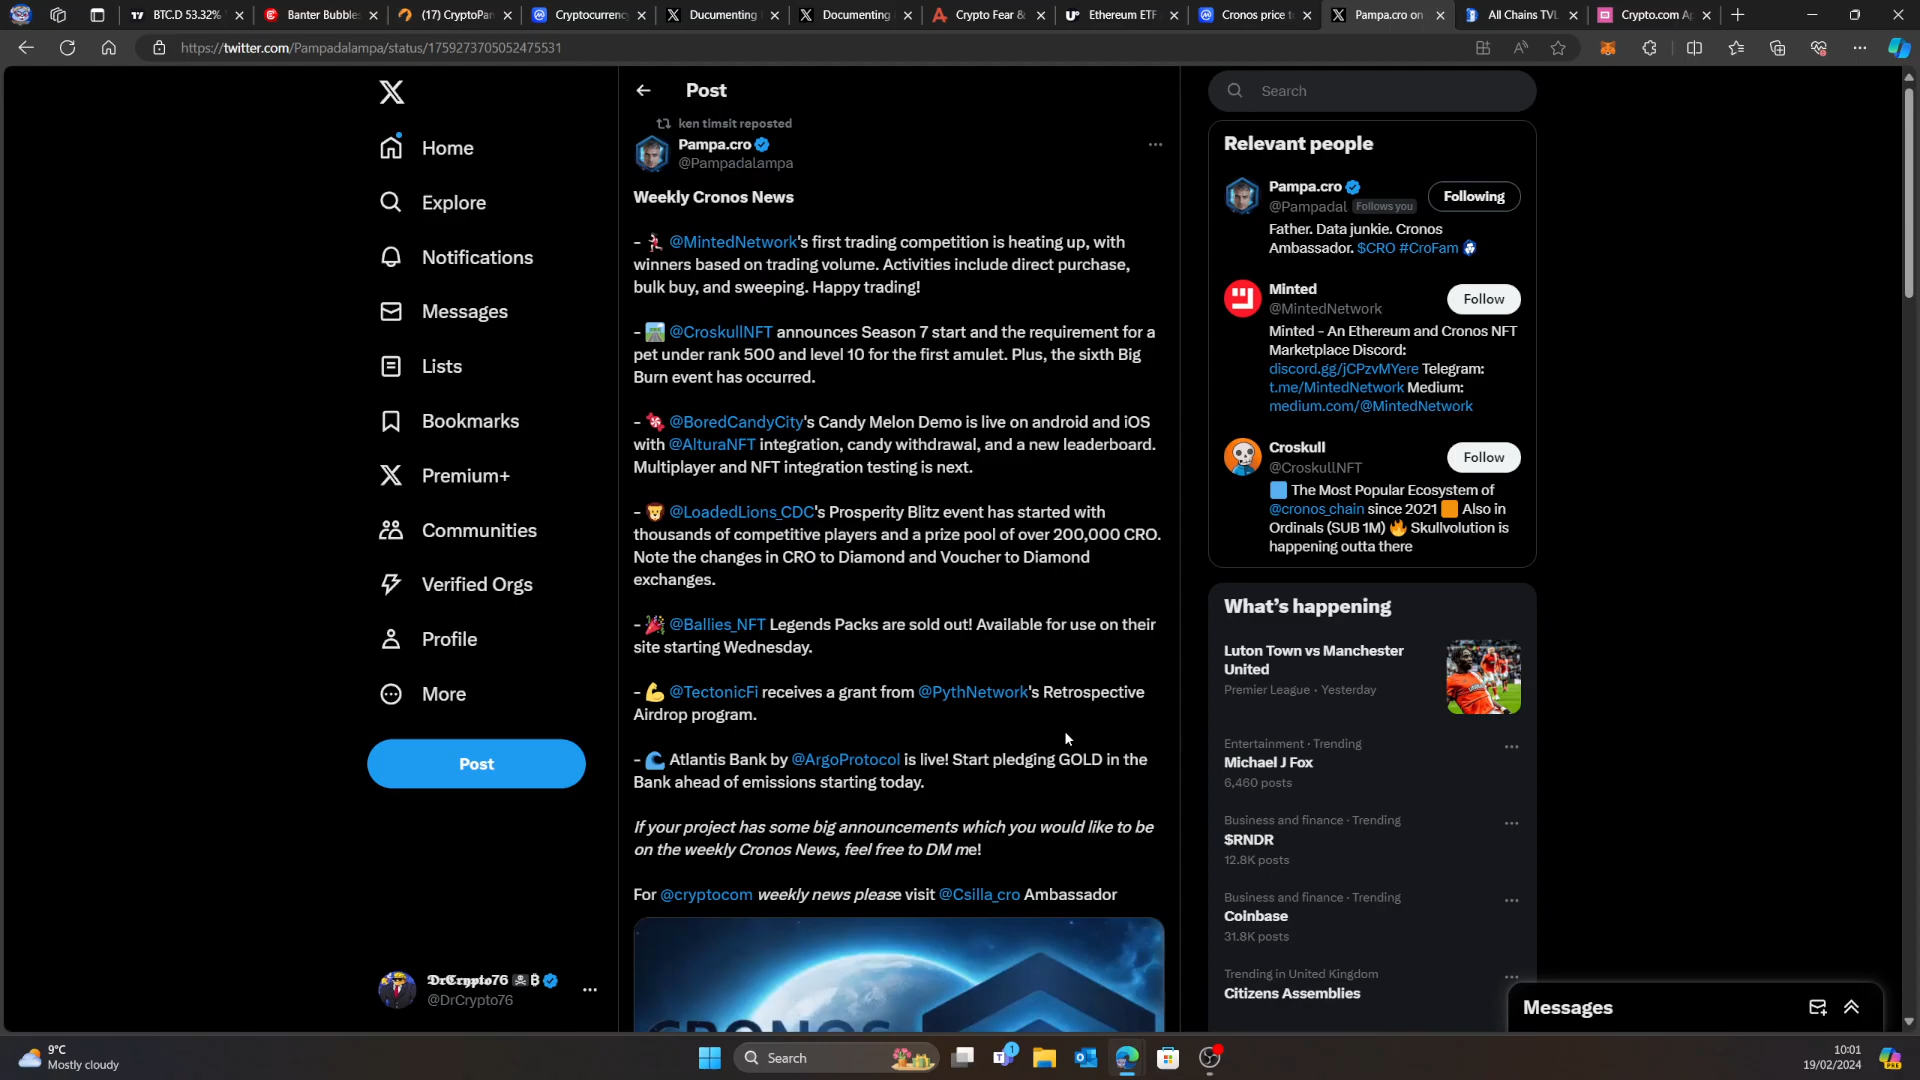 BTC.D 53.32%
Banter Bubble
(17) CryptoPan
Cryptocurrency
Ducumenting
Documenting
Crypto Fear &
Ethereum ETF
Cronos price t
Pampa.cro on
All Chains TVL
Crypto.com A
https://twitter.com/Pampadalampa/status/1759273705052475531
Home
Explore
Notifications
Messages
Lists
Bookmarks
Premium+
Communities
Verified Orgs
Profile
More
Post
DrCrypto76
@DrCrypto76
Post
ken timsit reposted
Pampa.cro
@Pampadalampa
Weekly Cronos News
- @MintedNetwork's first trading competition is heating up, with
winners based on trading volume. Activities include direct purchase,
bulk buy, and sweeping. Happy trading!
- @CroskullNFT announces Season 7 start and the requirement for a
pet under rank 500 and level 10 for the first amulet. Plus, the sixth Big
Burn event has occurred.
- @BoredCandyCity's Candy Melon Demo is live on android and iOS
with @AlturaNFT integration, candy withdrawal, and a new leaderboard.
Multiplayer and NFT integration testing is next.
- @LoadedLions_CDC's Prosperity Blitz event has started with
thousands of competitive players and a prize pool of over 200,000 CRO.
Note the changes in CRO to Diamond and Voucher to Diamond
exchanges.
- @Ballies_NFT Legends Packs are sold out! Available for use on their
site starting Wednesday.
- @TectonicFi receives a grant from @PythNetwork's Retrospective
Airdrop program.
- Atlantis Bank by @ArgoProtocol is live! Start pledging GOLD in the
Bank ahead of emissions starting today.
If your project has some big announcements which you would like to be
on the weekly Cronos News, feel free to DM me!
For @cryptocom weekly news please visit @Csilla_cro Ambassador
CRONOS
Search
Relevant people
Pampa.cro
@Pampadal Follows you
Following
Father. Data junkie. Cronos
Ambassador. $CRO #CroFam
Minted
@MintedNetwork
Follow
Minted - An Ethereum and Cronos NFT
Marketplace Discord:
discord.gg/jCPzvMYere Telegram:
t.me/MintedNetwork Medium:
medium.com/@MintedNetwork
Croskull
@CroskullNFT
Follow
The Most Popular Ecosystem of
@cronos_chain since 2021 Also in
Ordinals (SUB 1M) Skullvolution is
happening outta there
What's happening
Luton Town vs Manchester
United
Premier League · Yesterday
Entertainment · Trending
Michael J Fox
6,460 posts
Business and finance · Trending
$RNDR
12.8K posts
Business and finance · Trending
Coinbase
31.8K posts
Trending in United Kingdom
Citizens Assemblies
Messages
9°C
Mostly cloudy
Search
1
10:01
19/02/2024